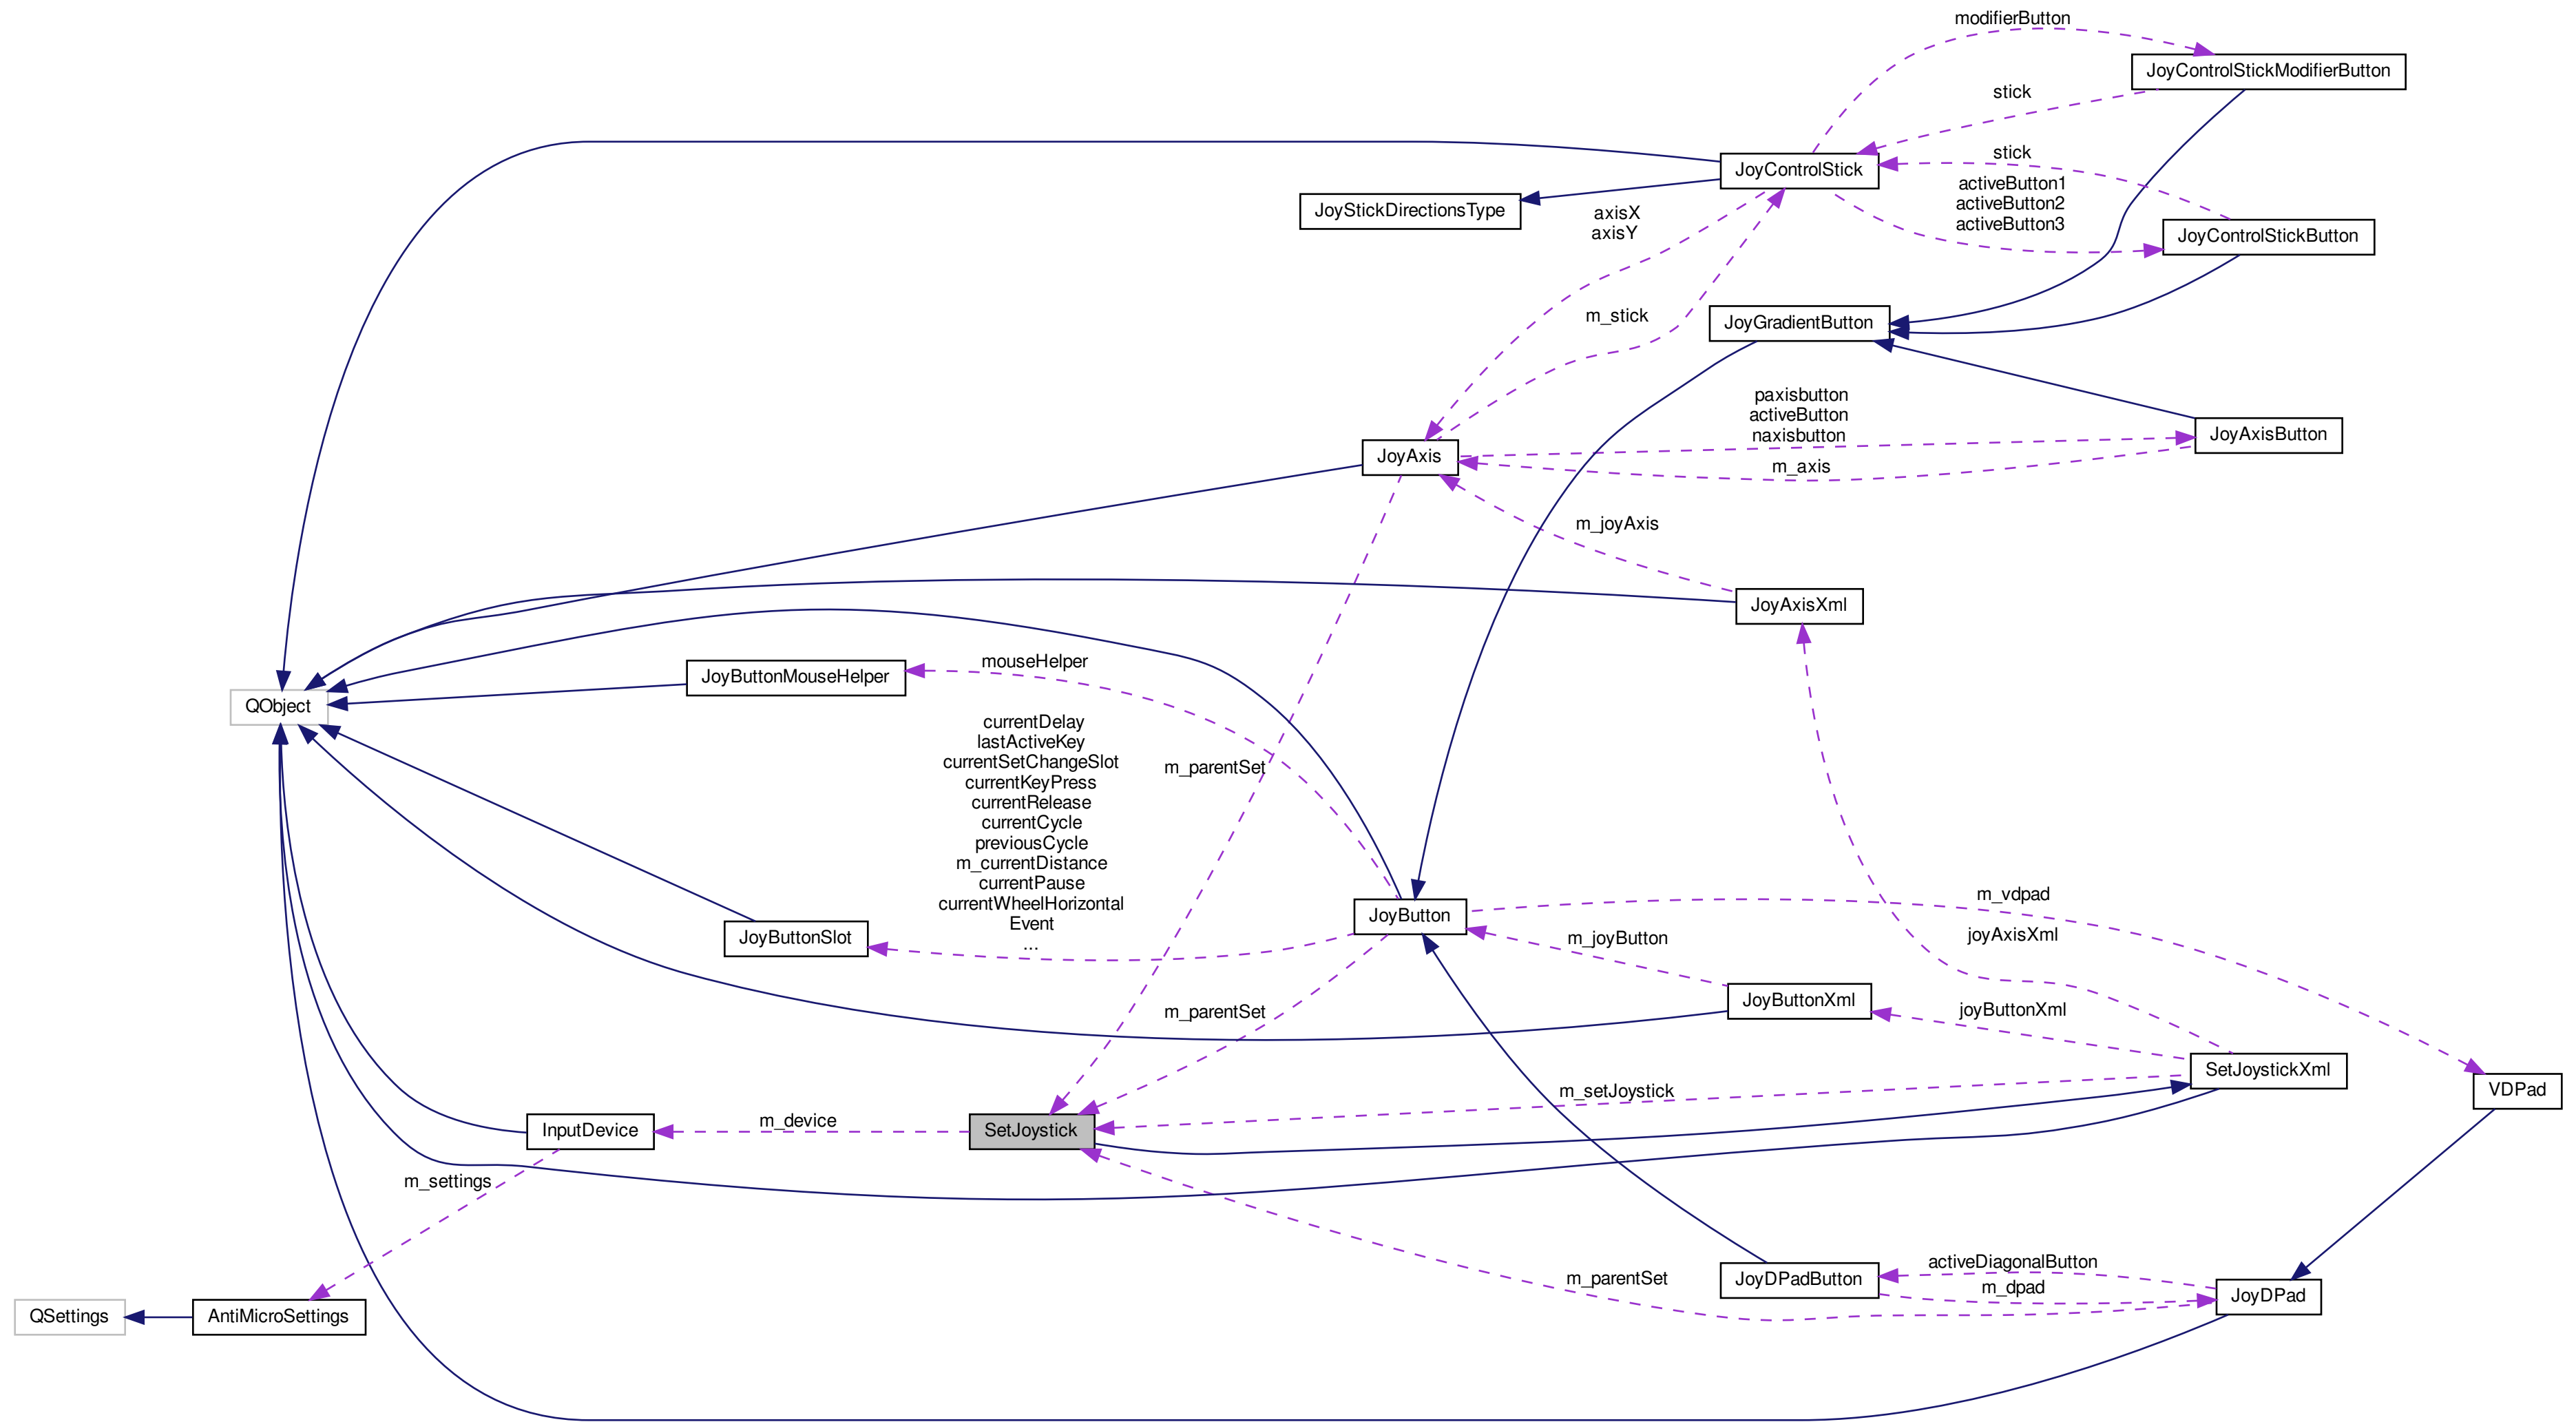 modifierButton
JoyControlStickModifierButton
stick
stick
JoyControlStick
activeButton1
activeButton2
activeButton3
JoyStickDirectionsType
axisX
axisY
JoyControlStickButton
m_stick
JoyGradientButton
paxisbutton
activeButton
naxisbutton
JoyAxisButton
JoyAxis
m_axis
m_joyAxis
JoyAxisXml
mouseHelper
JoyButtonMouseHelper
QObject
currentDelay
lastActiveKey
currentSetChangeSlot
currentKeyPress
currentRelease
currentCycle
previousCycle
m_currentDistance
currentPause
currentWheelHorizontal
Event
...
m_parentSet
m_vdpad
JoyButton
joyAxisXml
JoyButtonSlot
m_joyButton
JoyButtonXml
joyButtonXml
m_parentSet
SetJoystickXml
VDPad
m_setJoystick
InputDevice
m_device
SetJoystick
m_settings
activeDiagonalButton
m_parentSet
JoyDPadButton
m_dpad
JoyDPad
QSettings
AntiMicroSettings